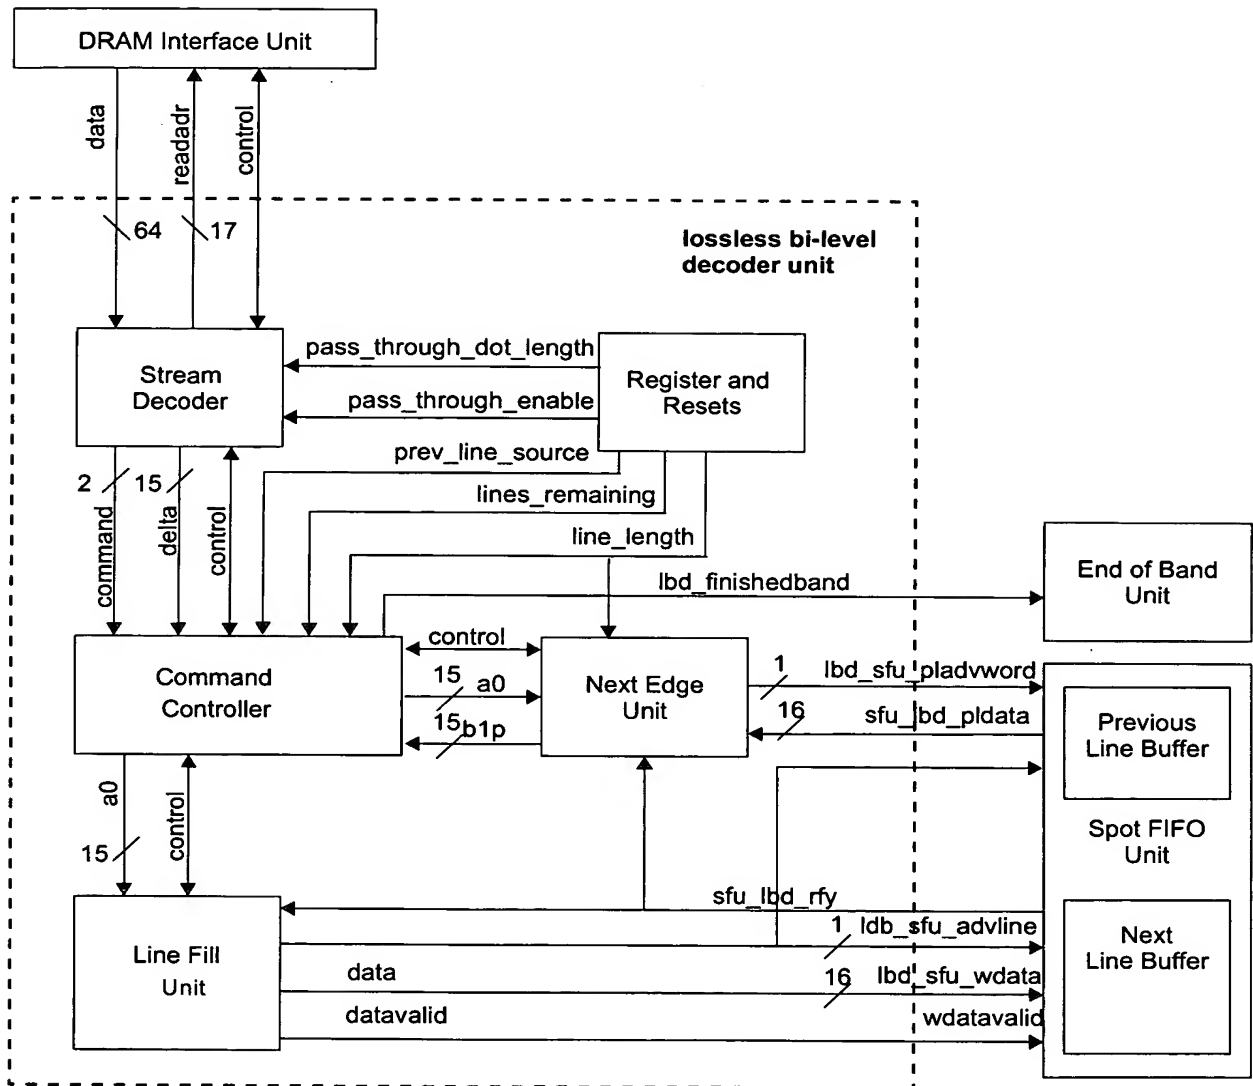 DRAM Interface Unit
data
readadr
control
64
17
lossless bi-level
decoder unit
Stream
Decoder
pass_through_dot_length
pass_through_enable
Register and
Resets
prev_line_source
lines_remaining
line_length
2
15
command
delta
control
lbd_finishedband
End of Band
Unit
Command
Controller
control
15
a0
15
b1p
Next Edge
Unit
1
lbd_sfu_pladvword
16
sfu_lbd_pldata
Previous
Line Buffer
Spot FIFO
Unit
a0
15
control
sfu_lbd_rfy
1
ldb_sfu_advline
Line Fill
Unit
data
16
lbd_sfu_wdata
datavalid
wdatavalid
Next
Line Buffer